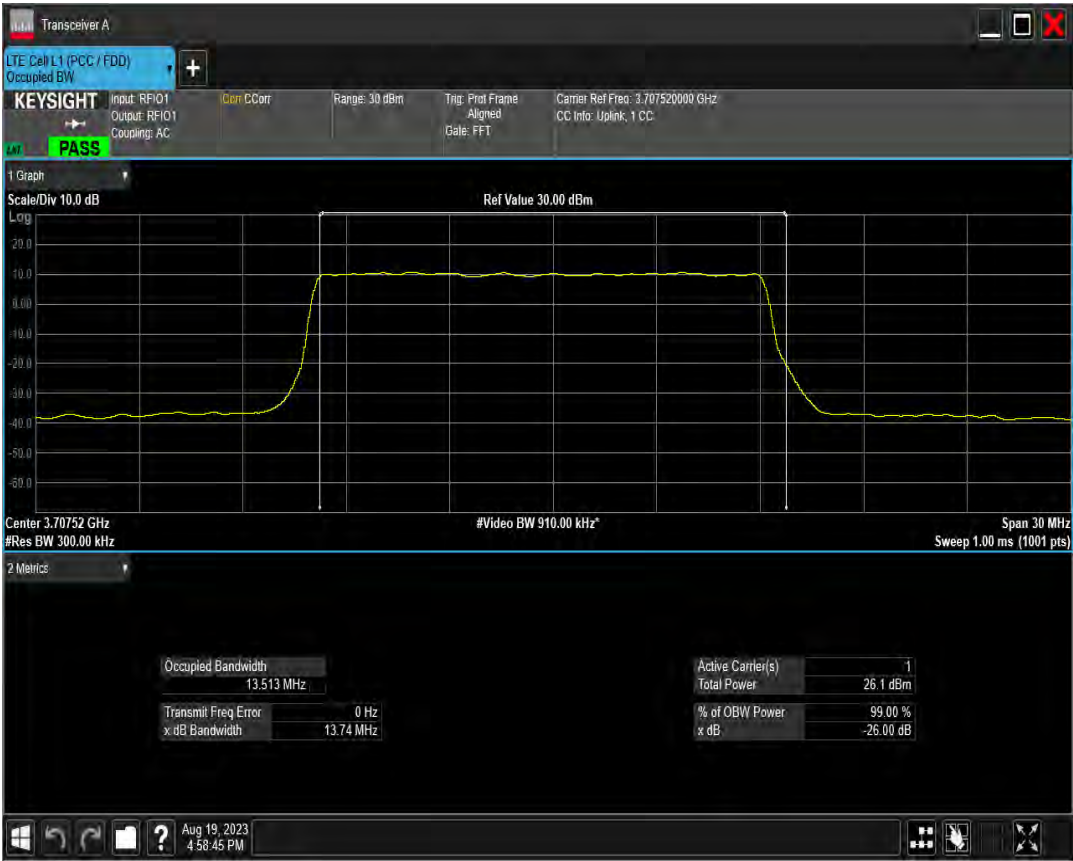 Transceiver A
LTE Cell L1 (PCC / FDD)
Occupied BW
+
KEYSIGHT
Input: RFIO1
Output: RFIO1
Coupling: AC
Corr CCorr
Range: 30 dBm
Trig: Prot Frame
Aligned
Gate: FFT
Carrier Ref Freq: 3.707520000 GHz
CC Info: Uplink, 1 CC
PASS
1 Graph
Scale/Div 10.0 dB
Ref Value 30.00 dBm
Log
20.0
10.0
0.00
-10.0
-20.0
-30.0
-40.0
-50.0
-60.0
Center 3.70752 GHz
#Video BW 910.00 kHz*
Span 30 MHz
#Res BW 300.00 kHz
Sweep 1.00 ms (1001 pts)
2 Metrics
Occupied Bandwidth
13.513 MHz
Transmit Freq Error 0 Hz
x dB Bandwidth 13.74 MHz
Active Carrier(s) 1
Total Power 26.1 dBm
% of OBW Power 99.00 %
x dB -26.00 dB
?
Aug 19, 2023
4:58:45 PM